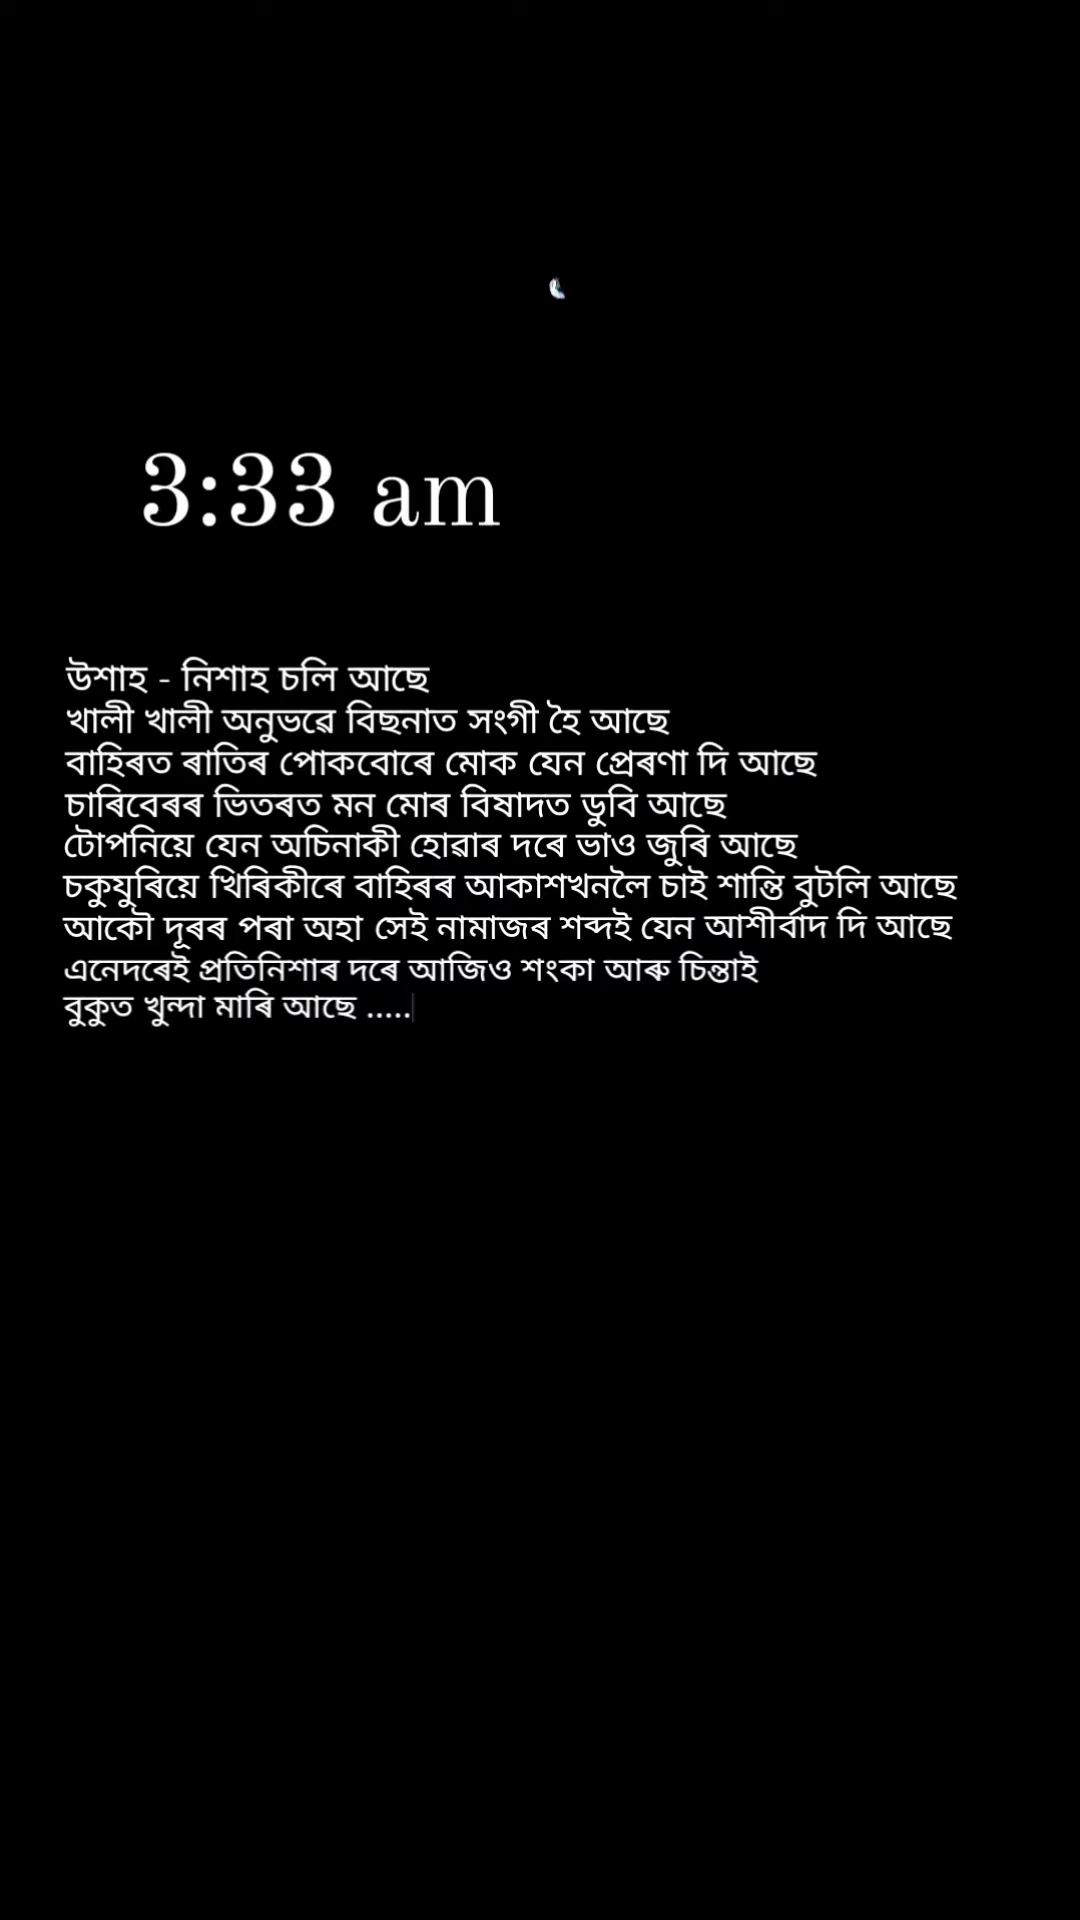 3:33 am
উশাহ - নিশাহ চলি আছে
খালী খালী অনুভৱে বিছনাত সংগী হৈ আছে
বাহিৰত ৰাতিৰ পোকবোৰে মোক যেন প্ৰেৰণা দি আছে
চাৰিবেৰৰ ভিতৰত মন মোৰ বিষাদত ডুবি আছে
টোপনিয়ে যেন অচিনাকী হোৱাৰ দৰে ভাও জুৰি আছে
চকুযুৰিয়ে খিৰিকীৰে বাহিৰৰ আকাশখনলৈ চাই শান্তি বুটলি আছে
আকৌ দূৰৰ পৰা অহা সেই নামাজৰ শব্দই যেন আশীৰ্বাদ দি আছে
এনেদৰেই প্ৰতিনিশাৰ দৰে আজিও শংকা আৰু চিন্তাই
বুকুত খুন্দা মাৰি আছে .....